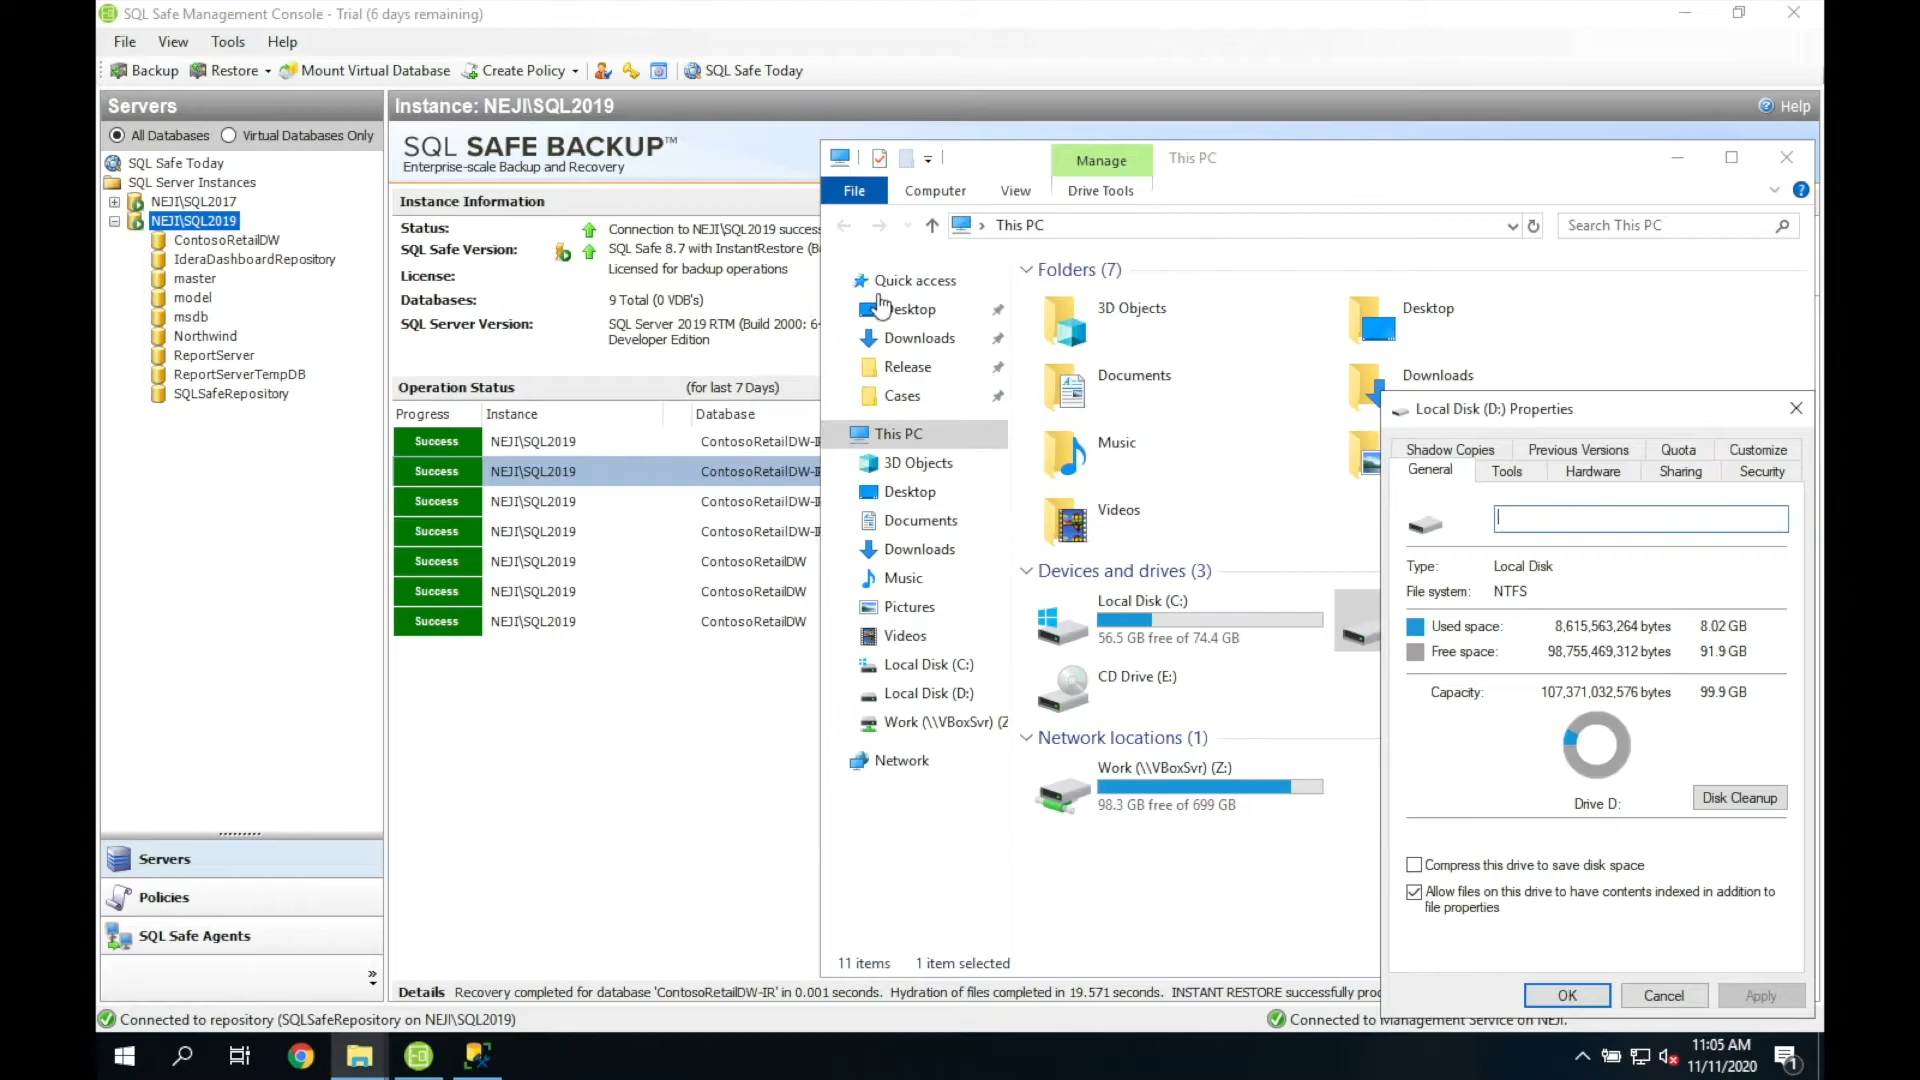 SQL Safe Management Console - Trial (6 days remaining)
File View Tools Help
Backup Restore Mount Virtual Database Create Policy SQL Safe Today
Servers
All Databases Virtual Databases Only
SQL Safe Today
SQL Server Instances
NEJI\SQL2017
NEJI\SQL2019
ContosoRetailDW
IderaDashboardRepository
master
model
msdb
Northwind
ReportServer
ReportServerTempDB
SQLSafeRepository
Servers
Policies
SQL Safe Agents
Instance: NEJI\SQL2019
Help
SQL SAFE BACKUP™
Enterprise-scale Backup and Recovery
Instance Information
Status: Connection to NEJI\SQL2019 success
SQL Safe Version: SQL Safe 8.7 with InstantRestore (B
License: Licensed for backup operations
Databases: 9 Total (0 VDB's)
SQL Server Version: SQL Server 2019 RTM (Build 2000: 6
Developer Edition
Operation Status (for last 7 Days)
Progress Instance Database
Success NEJI\SQL2019 ContosoRetailDW-I
Success NEJI\SQL2019 ContosoRetailDW-I
Success NEJI\SQL2019 ContosoRetailDW-I
Success NEJI\SQL2019 ContosoRetailDW-I
Success NEJI\SQL2019 ContosoRetailDW
Success NEJI\SQL2019 ContosoRetailDW
Success NEJI\SQL2019 ContosoRetailDW
Details Recovery completed for database 'ContosoRetailDW-IR' in 0.001 seconds. Hydration of files completed in 19.571 seconds. INSTANT RESTORE successfully pro
Manage This PC
File Computer View Drive Tools
This PC
Search This PC
Quick access
Desktop
Downloads
Release
Cases
This PC
3D Objects
Desktop
Documents
Downloads
Music
Pictures
Videos
Local Disk (C:)
Local Disk (D:)
Work (\\VBoxSvr) (Z
Network
Folders (7)
3D Objects
Desktop
Documents
Downloads
Music
Videos
Devices and drives (3)
Local Disk (C:)
56.5 GB free of 74.4 GB
CD Drive (E:)
Network locations (1)
Work (\\VBoxSvr) (Z:)
98.3 GB free of 699 GB
11 items 1 item selected
Local Disk (D:) Properties
Shadow Copies Previous Versions Quota Customize
General Tools Hardware Sharing Security
Type: Local Disk
File system: NTFS
Used space: 8,615,563,264 bytes 8.02 GB
Free space: 98,755,469,312 bytes 91.9 GB
Capacity: 107,371,032,576 bytes 99.9 GB
Drive D:
Disk Cleanup
Compress this drive to save disk space
Allow files on this drive to have contents indexed in addition to
file properties
OK Cancel Apply
Connected to repository (SQLSafeRepository on NEJI\SQL2019)
Connected to Management Service on NEJI.
11:05 AM
11/11/2020
1